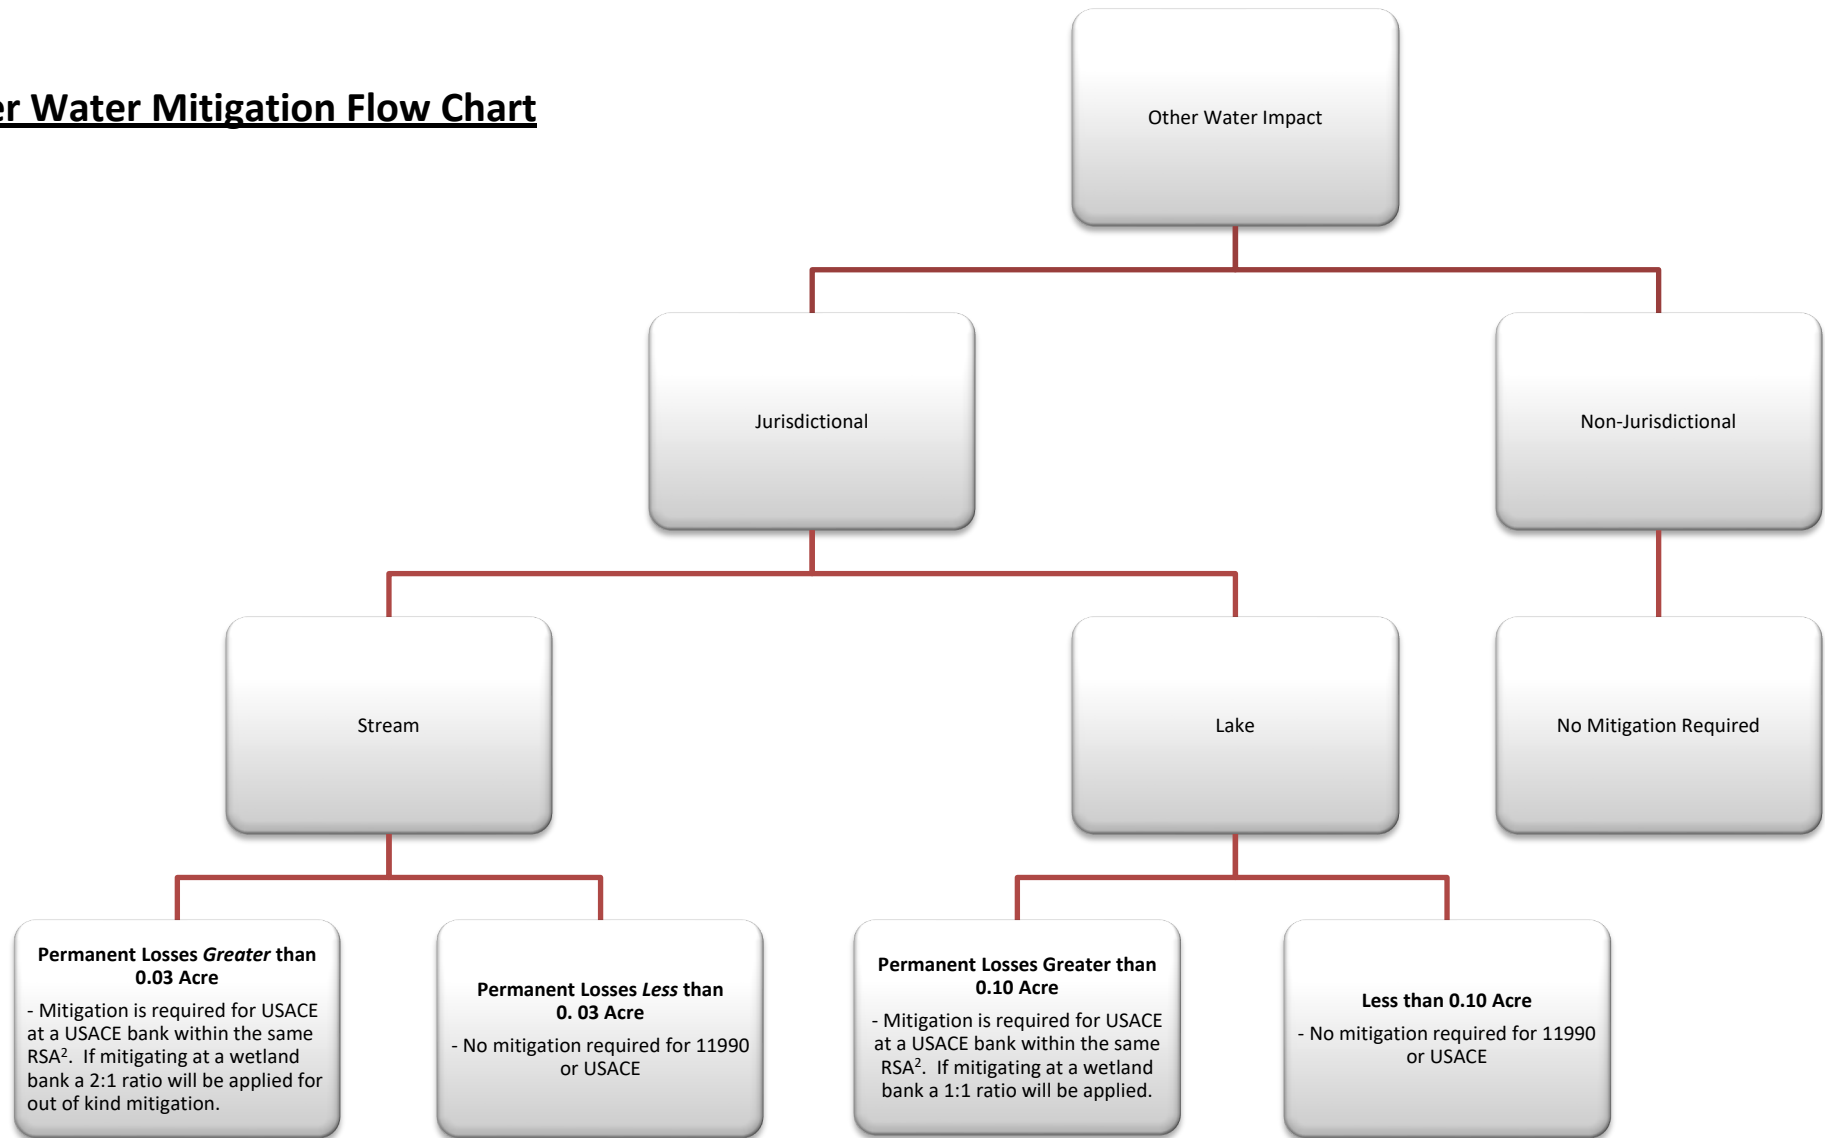 er Water Mitigation Flow Chart
Other Water Impact
Jurisdictional
Non-Jurisdictional
Stream
Lake
No Mitigation Required
Permanent Losses Greater than
0.03 Acre
- Mitigation is required for USACE
at a USACE bank within the same
RSA². If mitigating at a wetland
bank a 2:1 ratio will be applied for
out of kind mitigation.
Permanent Losses Less than
0. 03 Acre
- No mitigation required for 11990
or USACE
Permanent Losses Greater than
0.10 Acre
- Mitigation is required for USACE
at a USACE bank within the same
RSA². If mitigating at a wetland
bank a 1:1 ratio will be applied.
Less than 0.10 Acre
- No mitigation required for 11990
or USACE